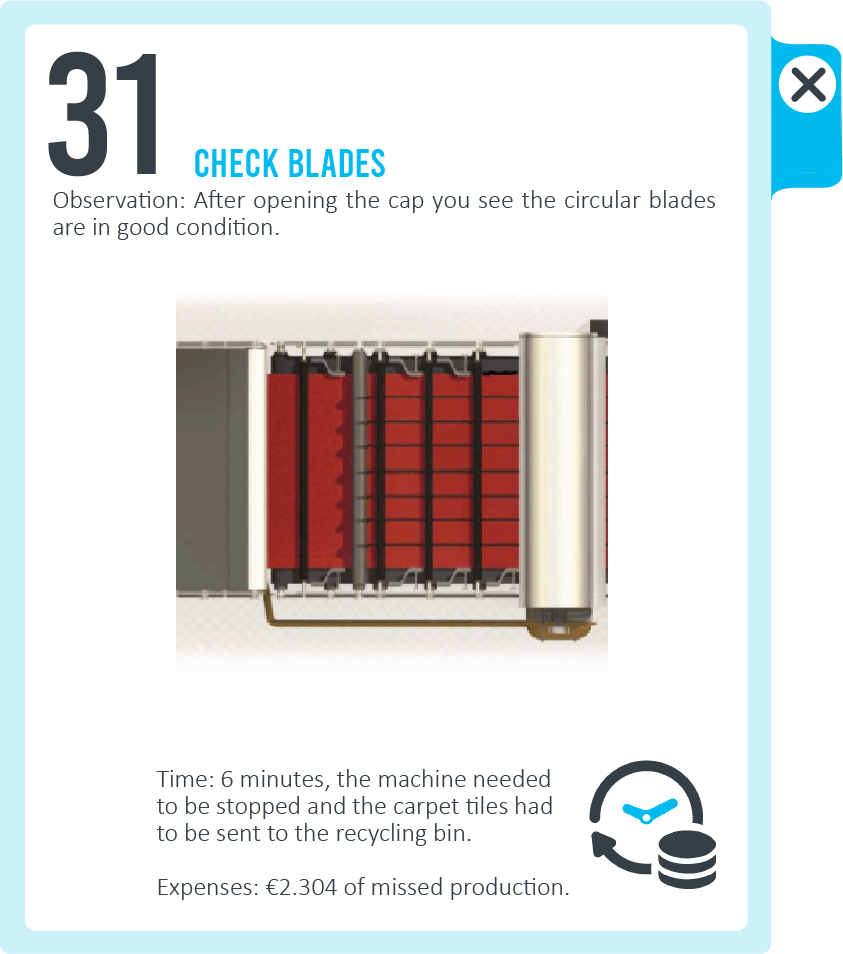 31
CHECK BLADES
Observation: After opening the cap you see the circular blades
are in good condition.
Time: 6 minutes, the machine needed
to be stopped and the carpet tiles had
to be sent to the recycling bin.
Expenses: €2.304 of missed production.